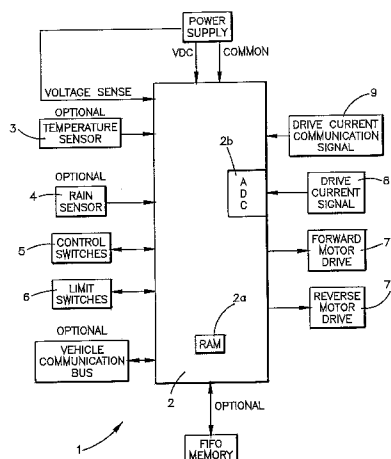 POWER
SUPPLY
VDC
COMMON
VOLTAGE SENSE
OPTIONAL
3
TEMPERATURE
SENSOR
OPTIONAL
4
RAIN
SENSOR
5
CONTROL
SWITCHES
6
LIMIT
SWITCHES
OPTIONAL
VEHICLE
COMMUNICATION
BUS
1
2b
A
D
C
2a
RAM
2
OPTIONAL
FIFO
MEMORY
9
DRIVE CURRENT
COMMUNICATION
SIGNAL
8
DRIVE
CURRENT
SIGNAL
FORWARD
MOTOR
DRIVE
7
REVERSE
MOTOR
DRIVE
7